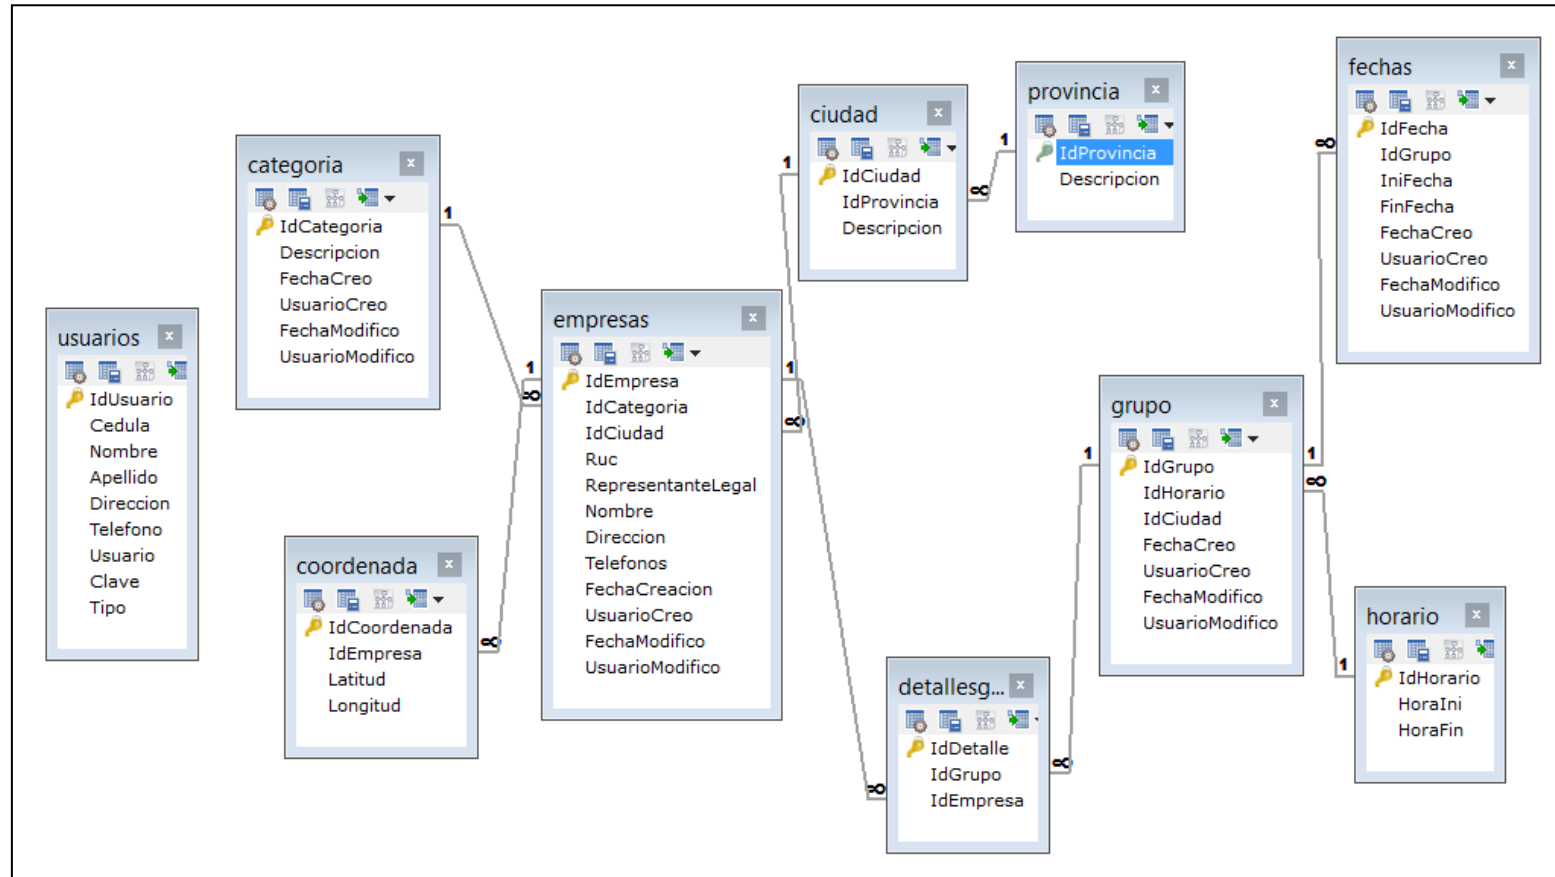 usuarios
IdUsuario
Cedula
Nombre
Apellido
Direccion
Telefono
Usuario
Clave
Tipo
categoria
IdCategoria
Descripcion
FechaCreo
UsuarioCreo
FechaModifico
UsuarioModifico
1
coordenada
IdCoordenada
IdEmpresa
Latitud
Longitud
∞
1
∞
empresas
IdEmpresa
IdCategoria
IdCiudad
Ruc
RepresentanteLegal
Nombre
Direccion
Telefonos
FechaCreacion
UsuarioCreo
FechaModifico
UsuarioModifico
1
∞
1
ciudad
IdCiudad
IdProvincia
Descripcion
∞
1
provincia
IdProvincia
Descripcion
∞
detallesg...
IdDetalle
IdGrupo
IdEmpresa
∞
1
grupo
IdGrupo
IdHorario
IdCiudad
FechaCreo
UsuarioCreo
FechaModifico
UsuarioModifico
1
∞
∞
fechas
IdFecha
IdGrupo
IniFecha
FinFecha
FechaCreo
UsuarioCreo
FechaModifico
UsuarioModifico
1
horario
IdHorario
HoraIni
HoraFin